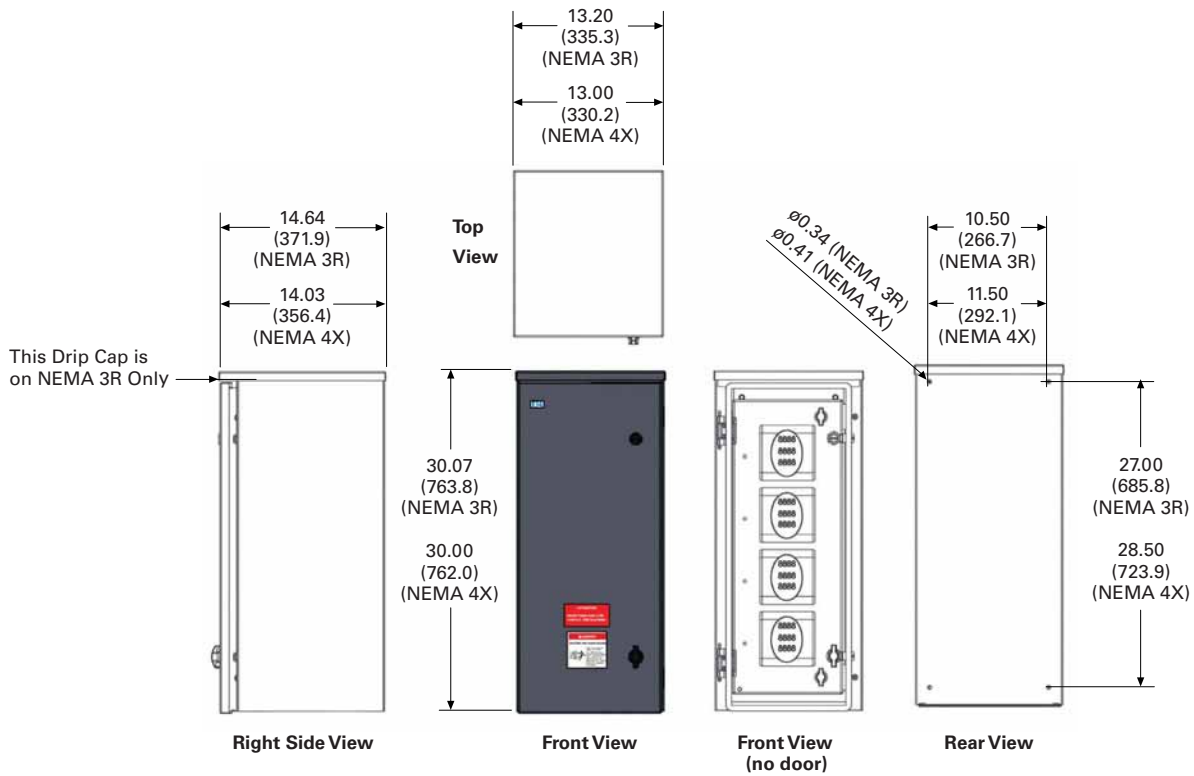 13.20
(335.3)
(NEMA 3R)
13.00
(330.2)
(NEMA 4X)
14.64
(371.9)
(NEMA 3R)
14.03
(356.4)
(NEMA 4X)
Top
View
ø0.34 (NEMA 3R)
ø0.41 (NEMA 4X)
10.50
(266.7)
(NEMA 3R)
11.50
(292.1)
(NEMA 4X)
This Drip Cap is
on NEMA 3R Only
30.07
(763.8)
(NEMA 3R)
30.00
(762.0)
(NEMA 4X)
27.00
(685.8)
(NEMA 3R)
28.50
(723.9)
(NEMA 4X)
Right Side View
Front View
Front View
(no door)
Rear View